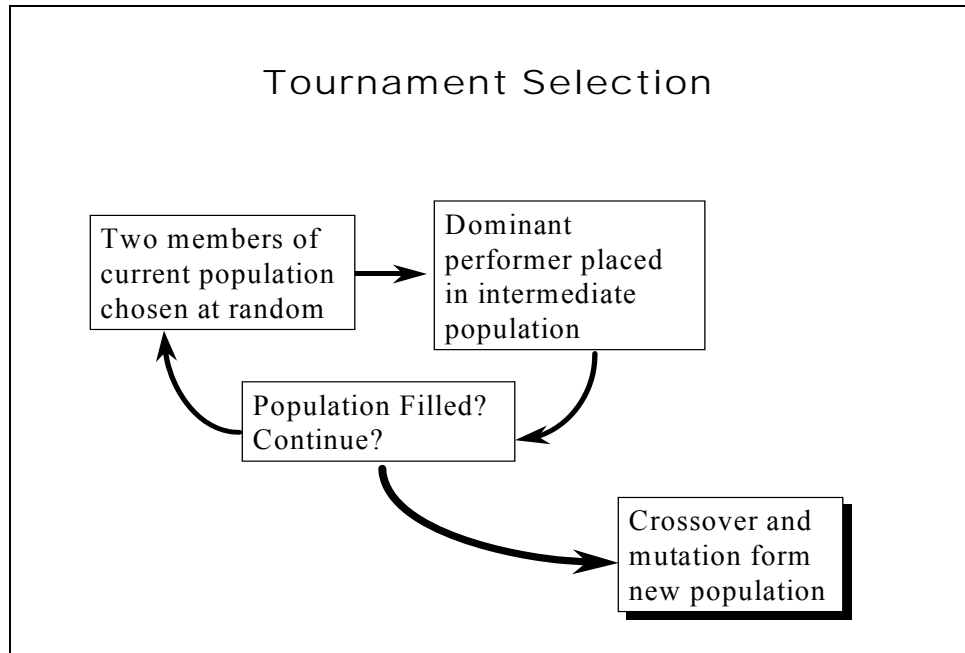 Tournament Selection
Two members of
current population
chosen at random
Dominant
performer placed
in intermediate
population
Population Filled?
Continue?
Crossover and
mutation form
new population